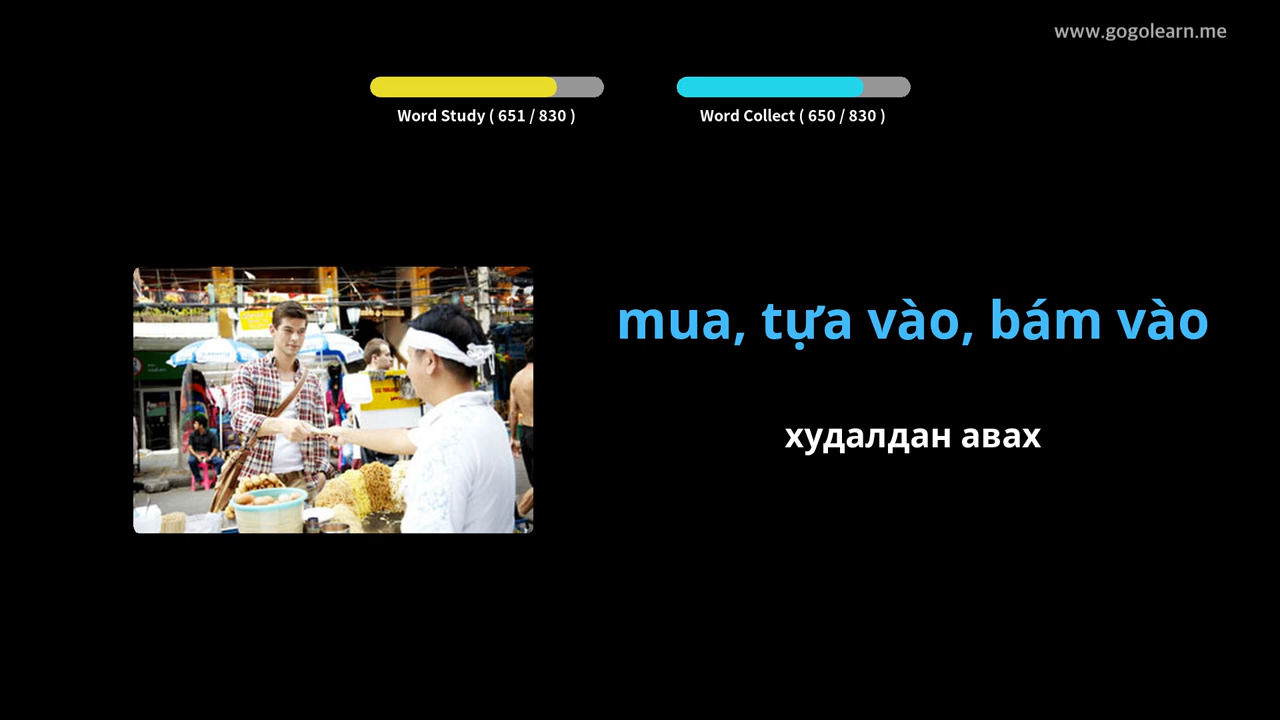 www.gogolearn.me
Word Study ( 651 / 830 )
Word Collect ( 650 / 830 )
mua, tựa vào, bám vào
худалдан авах